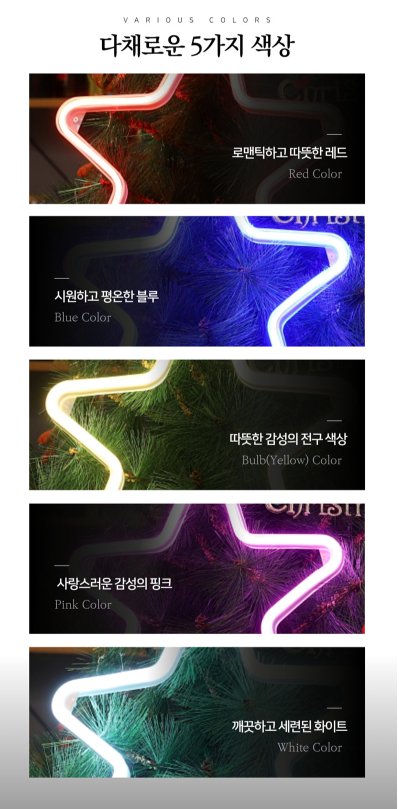 VARIOUS COLORS
다채로운 5가지 색상
Christ
로맨틱하고 따뜻한 레드
Red Color
Christm
시원하고 평온한 블루
Blue Color
따뜻한 감성의 전구 색상
Bulb(Yellow) Color
Christm
사랑스러운 감성의 핑크
Pink Color
깨끗하고 세련된 화이트
White Color